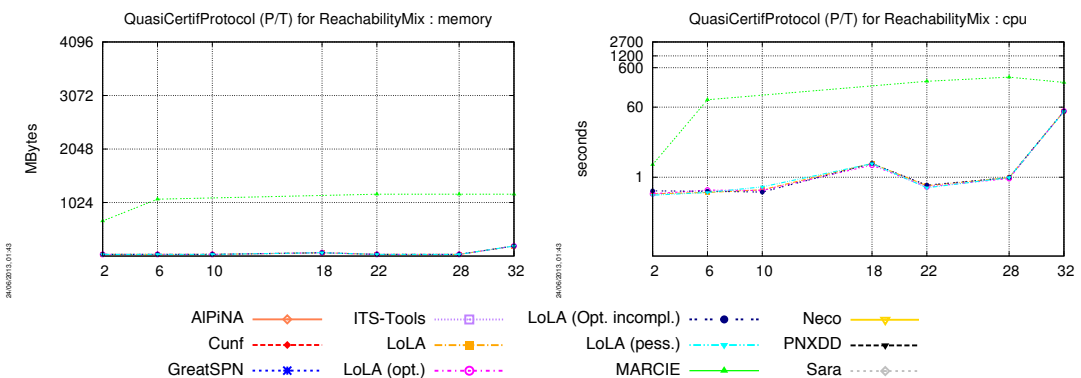 QuasiCertifProtocol (P/T) for ReachabilityMix : memory
4096
3072
2048
1024
MBytes
2 6 10 18 22 28 32
24/06/2013, 01:43
QuasiCertifProtocol (P/T) for ReachabilityMix : cpu
2700
1200
600
60
1
seconds
2 6 10 18 22 28 32
24/06/2013, 01:43
AlPiNA ITS-Tools LoLA (Opt. incompl.) Neco
Cunf LoLA LoLA (pess.) PNXDD
GreatSPN LoLA (opt.) MARCIE Sara